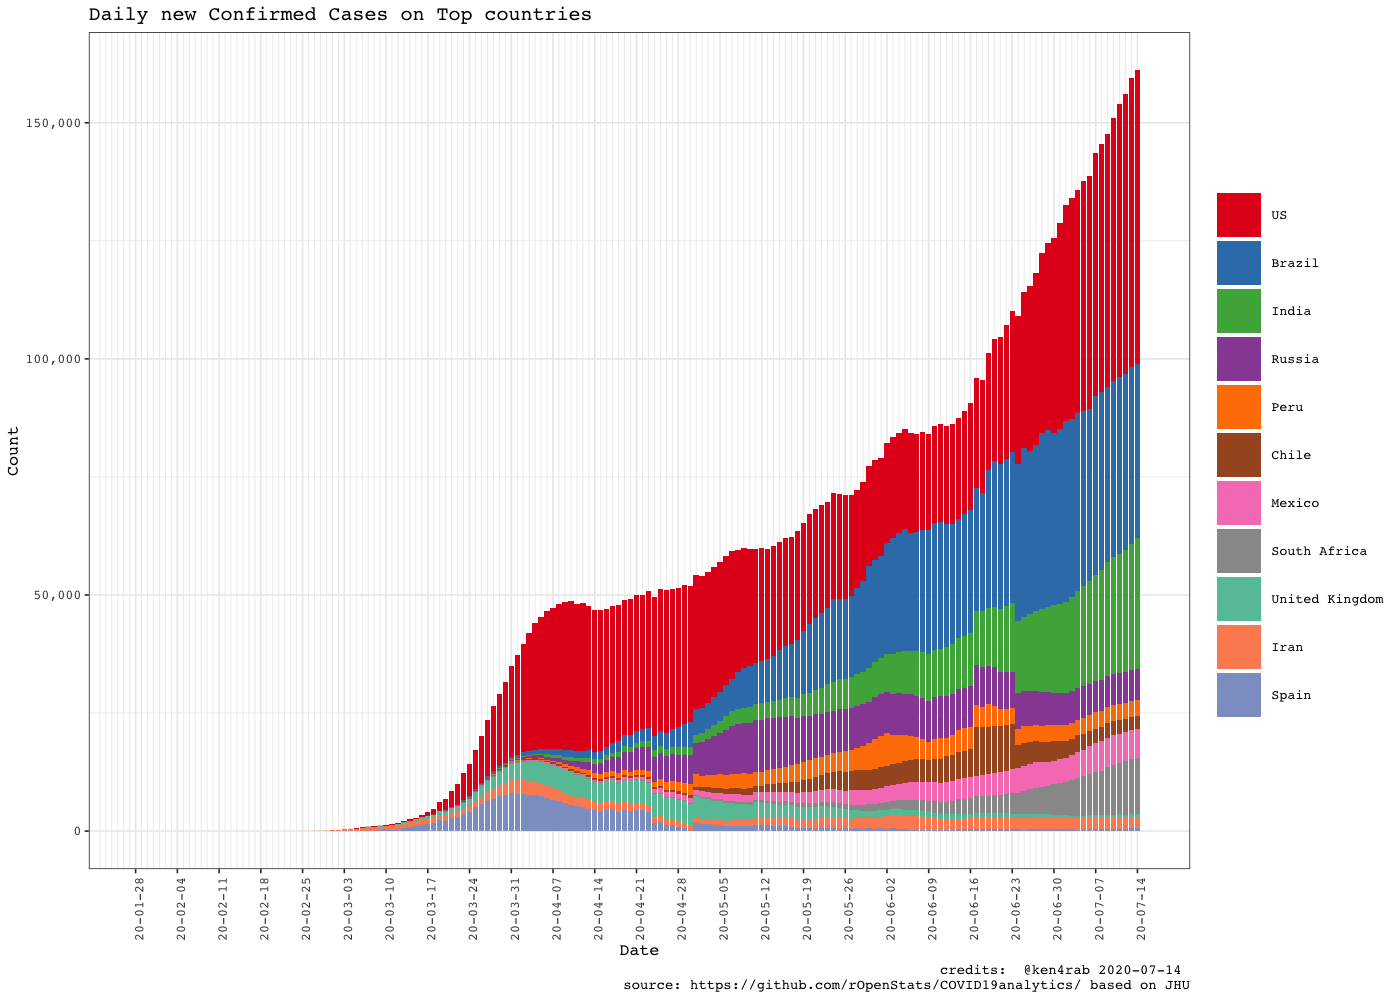 Daily new Confirmed Cases on Top countries
Count
150,000
100,000
50,000
0
20-01-28
20-02-04
20-02-11
20-02-18
20-02-25
20-03-03
20-03-10
20-03-17
20-03-24
20-03-31
20-04-07
20-04-14
20-04-21
20-04-28
20-05-05
20-05-12
20-05-19
20-05-26
20-06-02
20-06-09
20-06-16
20-06-23
20-06-30
20-07-07
20-07-14
Date
US
Brazil
India
Russia
Peru
Chile
Mexico
South Africa
United Kingdom
Iran
Spain
credits:  @ken4rab 2020-07-14
source: https://github.com/rOpenStats/COVID19analytics/ based on JHU